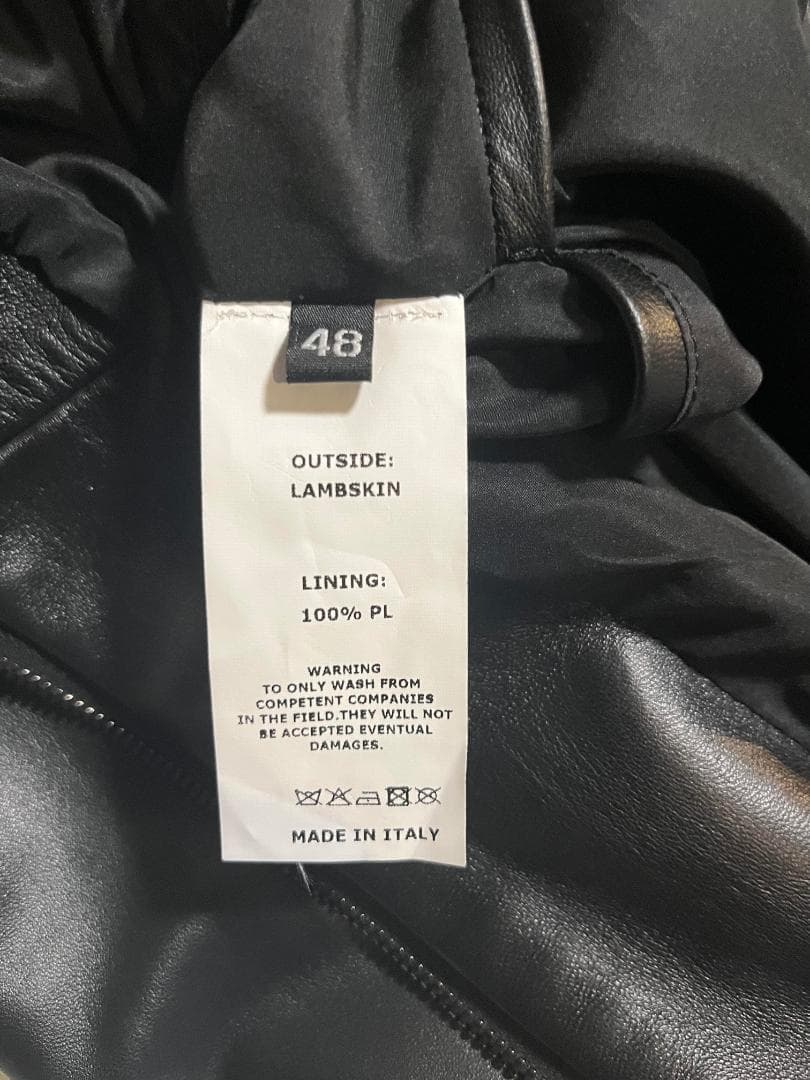 48
OUTSIDE:
LAMBSKIN
LINING:
100% PL
WARNING
TO ONLY WASH FROM
COMPETENT COMPANIES
IN THE FIELD.THEY WILL NOT
BE ACCEPTED EVENTUAL
DAMAGES.
MADE IN ITALY